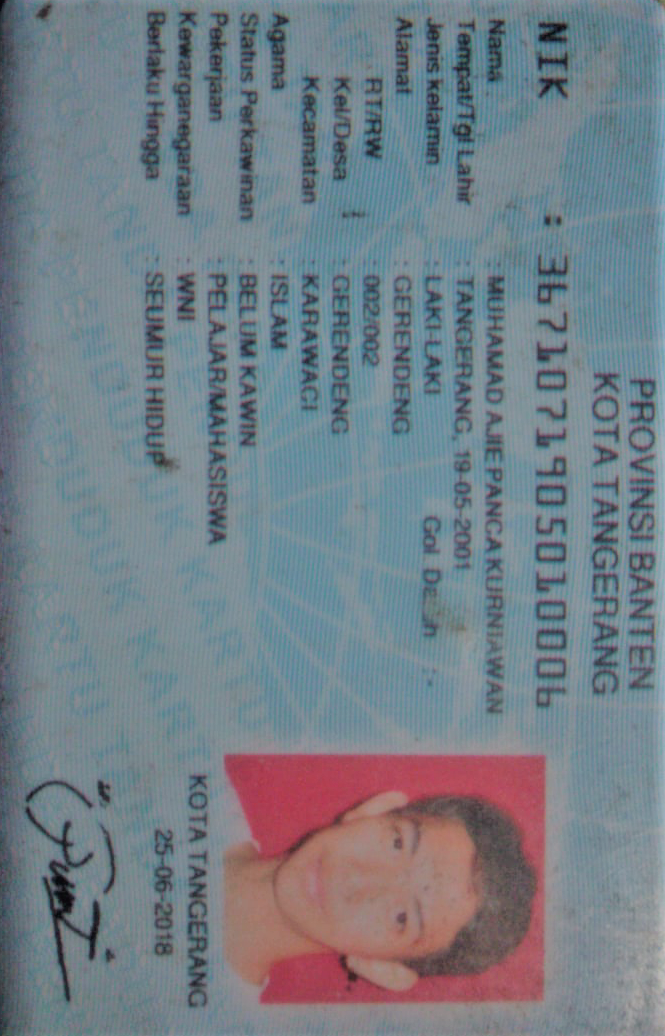 PROVINSI BANTEN
KOTA TANGERANG
NIK : 3671071905010006
Nama : MUHAMAD AJIE PANCA KURNIAWAN
Tempat/Tgl Lahir : TANGERANG, 19-05-2001
Jenis kelamin : LAKI-LAKI Gol. :-
Alamat : GERENDENG
RT/RW : 002/002
Kel/Desa : GERENDENG
Kecamatan : KARAWACI
Agama : ISLAM
Status Perkawinan : BELUM KAWIN
Pekerjaan : PELAJAR/MAHASISWA
Kewarganegaraan : WNI
Berlaku Hingga : SEUMUR HIDUP
KOTA TANGERANG
25-06-2018